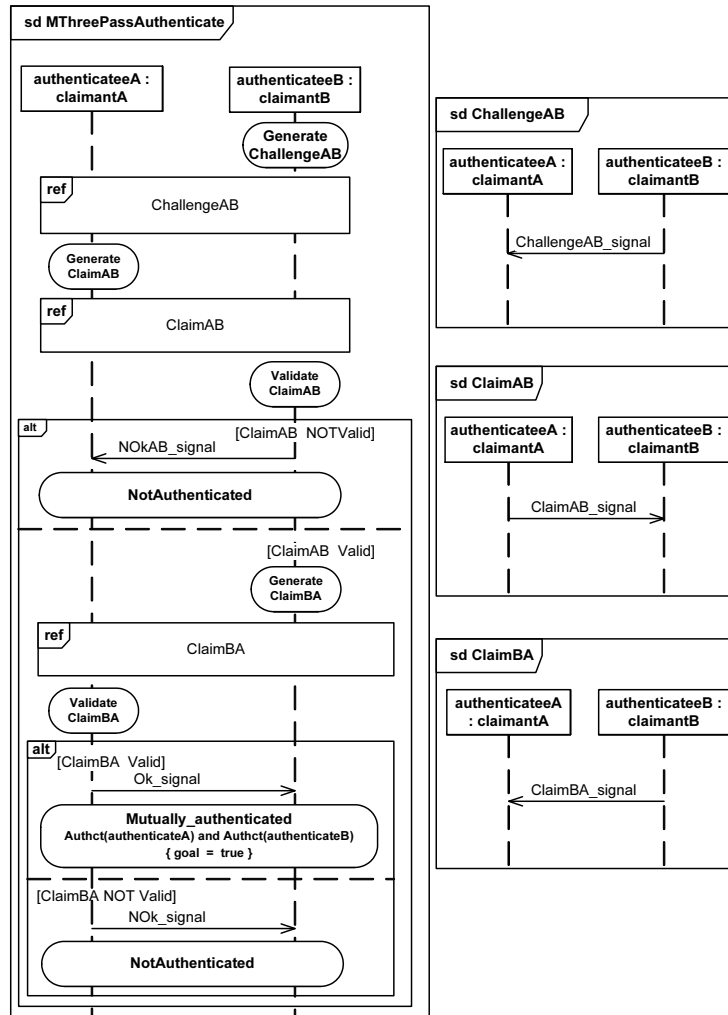 sd MThreePassAuthenticate
authenticateeA :
claimantA
authenticateeB :
claimantB
Generate
ChallengeAB
ref
ChallengeAB
Generate
ClaimAB
ref
ClaimAB
Validate
ClaimAB
alt
[ClaimAB NOTValid]
NOkAB_signal
NotAuthenticated
[ClaimAB Valid]
Generate
ClaimBA
ref
ClaimBA
Validate
ClaimBA
alt
[ClaimBA Valid]
Ok_signal
Mutually_authenticated
Authct(authenticateA) and Authct(authenticateB)
{ goal = true }
[ClaimBA NOT Valid]
NOk_signal
NotAuthenticated
sd ChallengeAB
authenticateeA :
claimantA
authenticateeB :
claimantB
ChallengeAB_signal
sd ClaimAB
authenticateeA :
claimantA
authenticateeB :
claimantB
ClaimAB_signal
sd ClaimBA
authenticateeA
: claimantA
authenticateeB :
claimantB
ClaimBA_signal